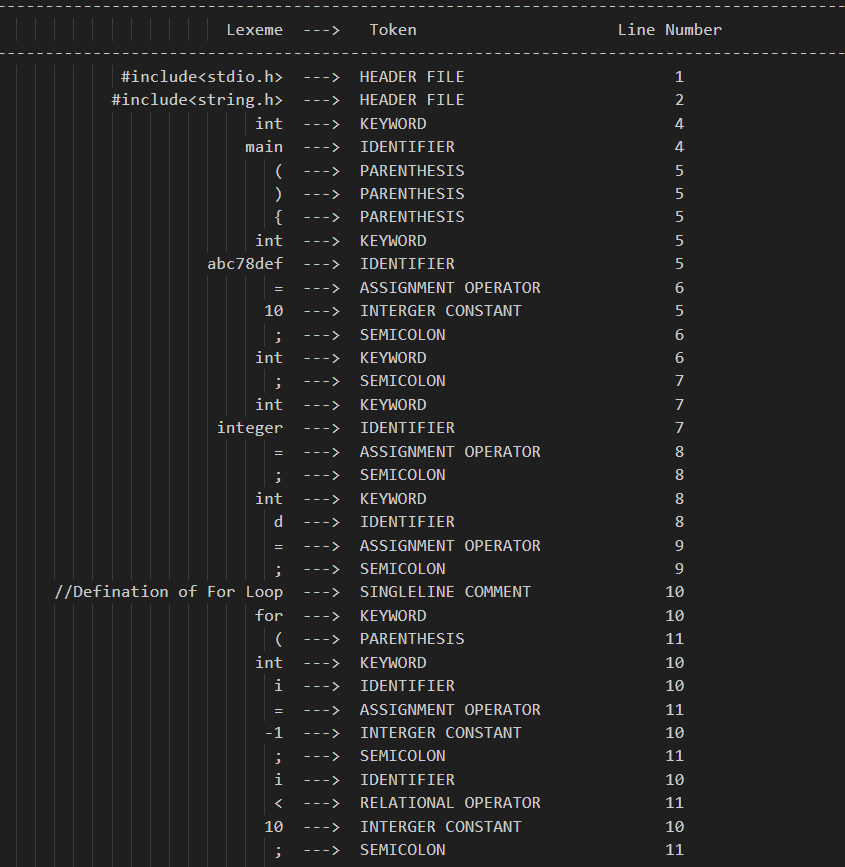 Lexeme ---> Token Line Number
#include<stdio.h> ---> HEADER FILE 1
#include<string.h> ---> HEADER FILE 2
int ---> KEYWORD 4
main ---> IDENTIFIER 4
( ---> PARENTHESIS 5
) ---> PARENTHESIS 5
{ ---> PARENTHESIS 5
int ---> KEYWORD 5
abc78def ---> IDENTIFIER 5
= ---> ASSIGNMENT OPERATOR 6
10 ---> INTERGER CONSTANT 5
; ---> SEMICOLON 6
int ---> KEYWORD 6
; ---> SEMICOLON 7
int ---> KEYWORD 7
integer ---> IDENTIFIER 7
= ---> ASSIGNMENT OPERATOR 8
; ---> SEMICOLON 8
int ---> KEYWORD 8
d ---> IDENTIFIER 8
= ---> ASSIGNMENT OPERATOR 9
; ---> SEMICOLON 9
//Defination of For Loop ---> SINGLELINE COMMENT 10
for ---> KEYWORD 10
( ---> PARENTHESIS 11
int ---> KEYWORD 10
i ---> IDENTIFIER 10
= ---> ASSIGNMENT OPERATOR 11
-1 ---> INTERGER CONSTANT 10
; ---> SEMICOLON 11
i ---> IDENTIFIER 10
< ---> RELATIONAL OPERATOR 11
10 ---> INTERGER CONSTANT 10
; ---> SEMICOLON 11